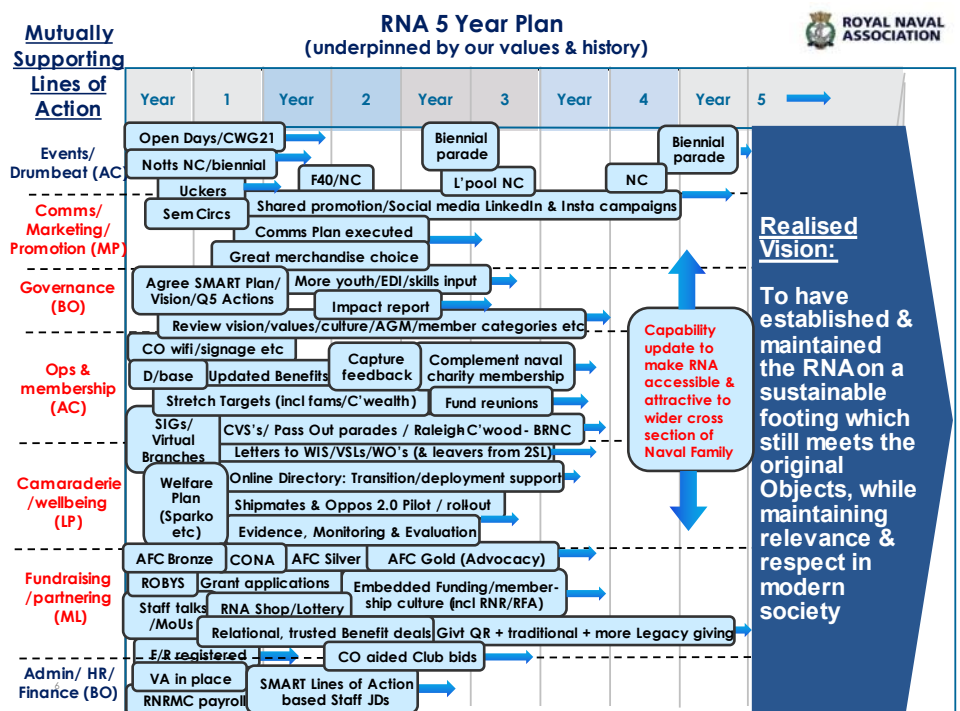 RNA 5 Year Plan
(underpinned by our values & history)
ROYAL NAVAL
ASSOCIATION
Mutually
Supporting
Lines of
Action
Year 1 Year 2 Year 3 Year 4 Year 5
Events/
Drumbeat (AC)
Open Days/CWG21
Notts NC/biennial
Uckers
F40/NC
Biennial
parade
L'pool NC
NC
Biennial
parade
Comms/
Marketing/
Promotion (MP)
Sem Circs
Shared promotion/Social media LinkedIn & Insta campaigns
Comms Plan executed
Great merchandise choice
Governance
(BO)
Agree SMART Plan/
Vision/Q5 Actions
More youth/EDI/skills input
Impact report
Review vision/values/culture/AGM/member categories etc
Ops &
membership
(AC)
CO wifi/signage etc
D/base
Updated Benefits
Capture
feedback
Complement naval
charity membership
Stretch Targets (incl fams/C'wealth)
Fund reunions
SIGs/
Virtual
Branches
CVS's/ Pass Out parades / Raleigh C'wood- BRNC
Letters to WIS/VSLs/WO's (& leavers from 2SL)
Camaraderie
/wellbeing
(LP)
Welfare
Plan
(Sparko
etc)
Online Directory: Transition/deployment support
Shipmates & Oppos 2.0 Pilot / rollout
Evidence, Monitoring & Evaluation
Fundraising
/partnering
(ML)
AFC Bronze
CONA
AFC Silver
AFC Gold (Advocacy)
ROBYS
Grant applications
Embedded Funding/member-
ship culture (incl RNR/RFA)
Staff talks
/MoUs
RNA Shop/Lottery
Relational, trusted Benefit deals
Givt QR + traditional + more Legacy giving
F/R registered
CO aided Club bids
Admin/ HR/
Finance (BO)
VA in place
RNRMC payroll
SMART Lines of Action
based Staff JDs
Capability
update to
make RNA
accessible &
attractive to
wider cross
section of
Naval Family
Realised
Vision:
To have
established &
maintained
the RNA on a
sustainable
footing which
still meets the
original
Objects, while
maintaining
relevance &
respect in
modern
society